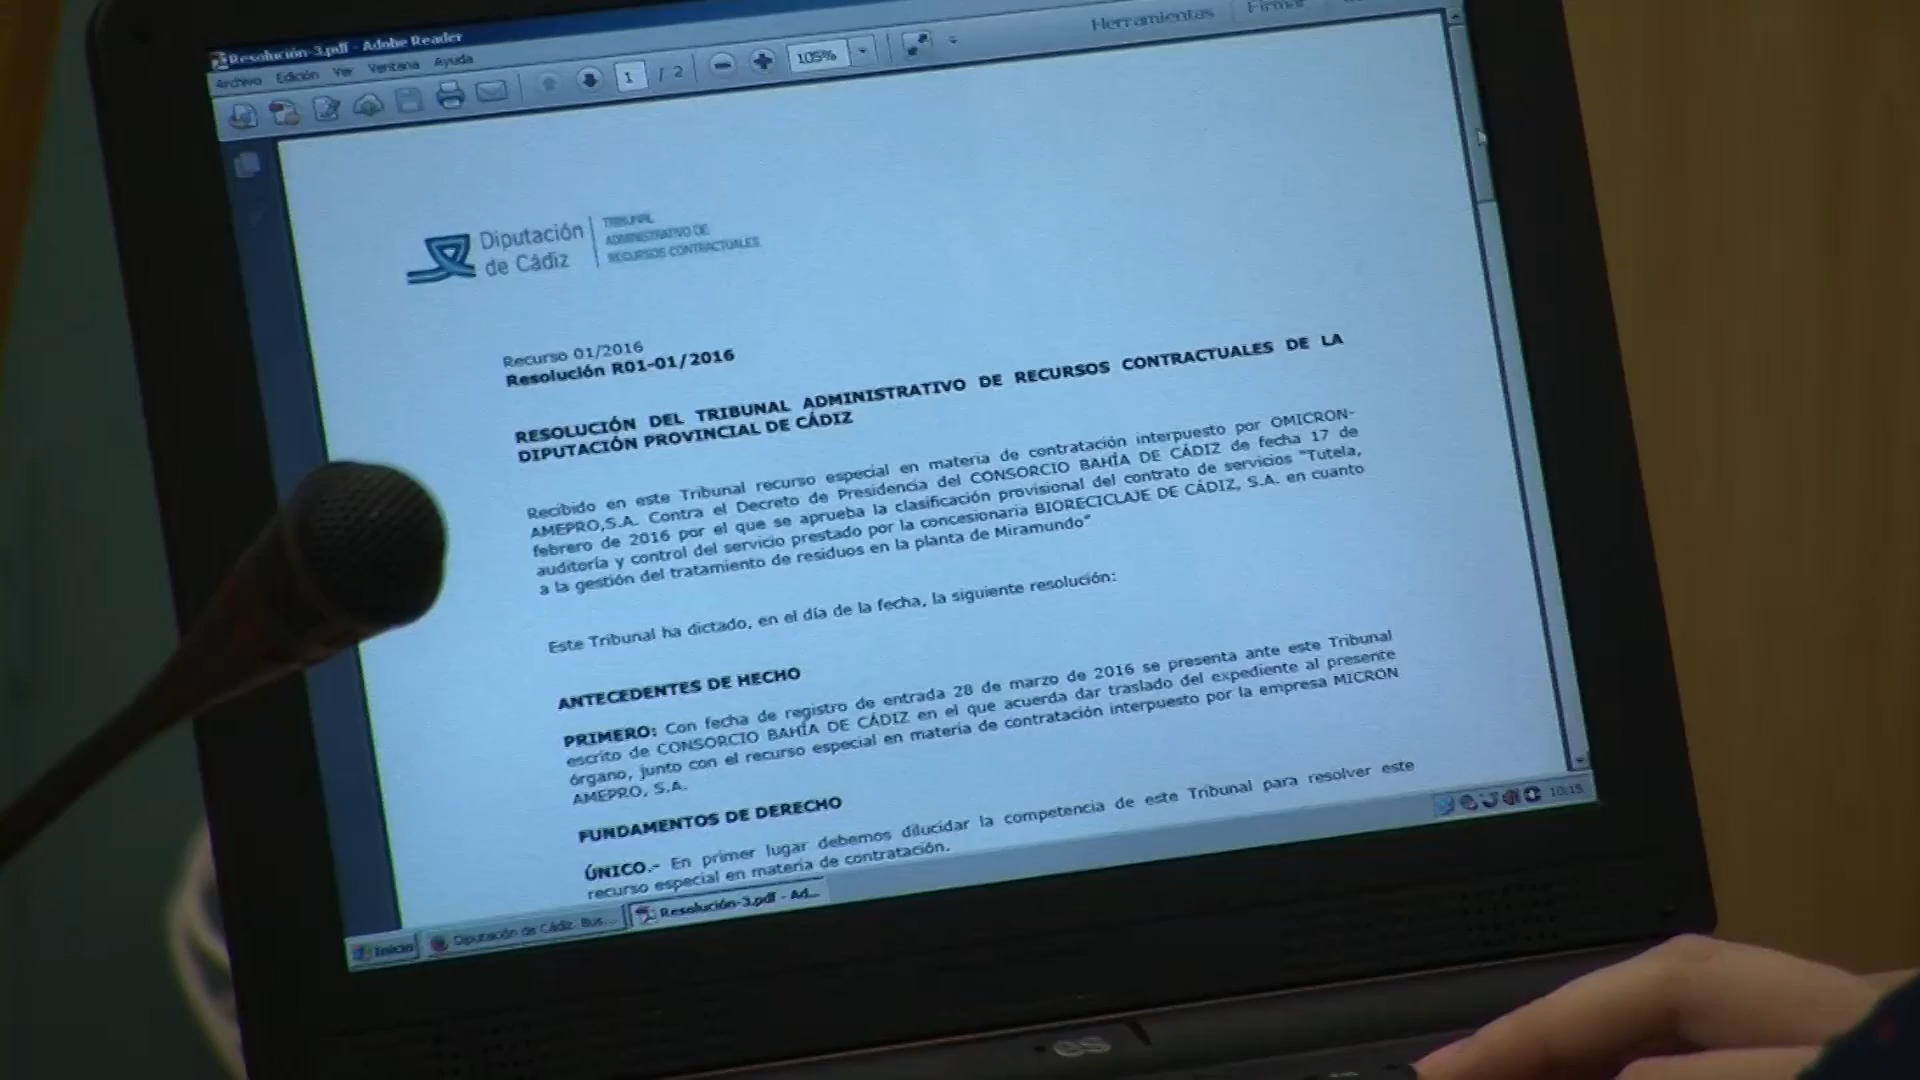 Resolución-3.pdf - Adobe Reader
Archivo Edición Ver Ventana Ayuda
Herramientas Firmar
1 / 2 105%
Diputación
de Cádiz
TRIBUNAL
ADMINISTRATIVO DE
RECURSOS CONTRACTUALES
Recurso 01/2016
Resolución R01-01/2016
RESOLUCIÓN DEL TRIBUNAL ADMINISTRATIVO DE RECURSOS CONTRACTUALES DE LA
DIPUTACIÓN PROVINCIAL DE CÁDIZ
Recibido en este Tribunal recurso especial en materia de contratación interpuesto por OMICRON-
AMEPRO,S.A. Contra el Decreto de Presidencia del CONSORCIO BAHÍA DE CÁDIZ de fecha 17 de
febrero de 2016 por el que se aprueba la clasificación provisional del contrato de servicios "Tutela,
auditoría y control del servicio prestado por la concesionaria BIORECICLAJE DE CÁDIZ, S.A. en cuanto
a la gestión del tratamiento de residuos en la planta de Miramundo"
Este Tribunal ha dictado, en el día de la fecha, la siguiente resolución:
ANTECEDENTES DE HECHO
PRIMERO: Con fecha de registro de entrada 28 de marzo de 2016 se presenta ante este Tribunal
escrito de CONSORCIO BAHÍA DE CÁDIZ en el que acuerda dar traslado del expediente al presente
órgano, junto con el recurso especial en materia de contratación interpuesto por la empresa MICRON
AMEPRO, S.A.
FUNDAMENTOS DE DERECHO
ÚNICO.- En primer lugar debemos dilucidar la competencia de este Tribunal para resolver este
recurso especial en materia de contratación.
Inicio Diputación de Cádiz. Bus... Resolución-3.pdf - Ad... 10:15
es